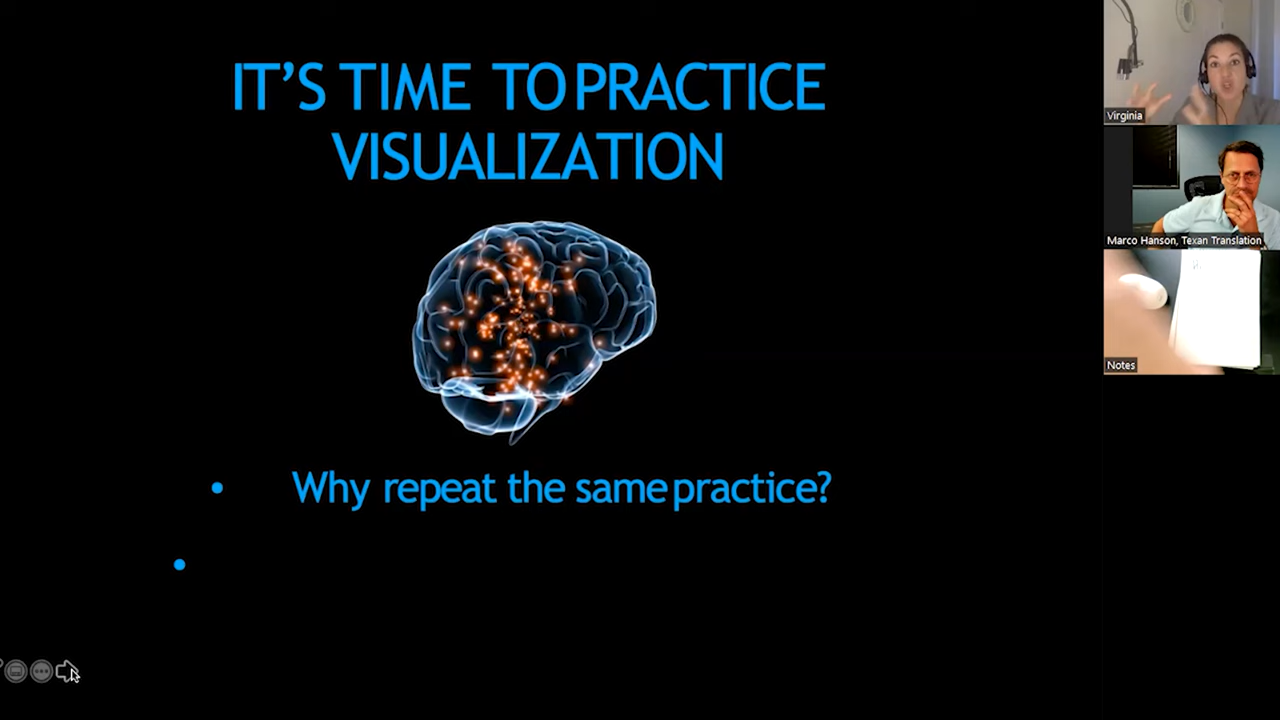 IT'S TIME TO PRACTICE
VISUALIZATION
• Why repeat the same practice?
•
Virginia
Marco Hanson, Texan Translation
Notes